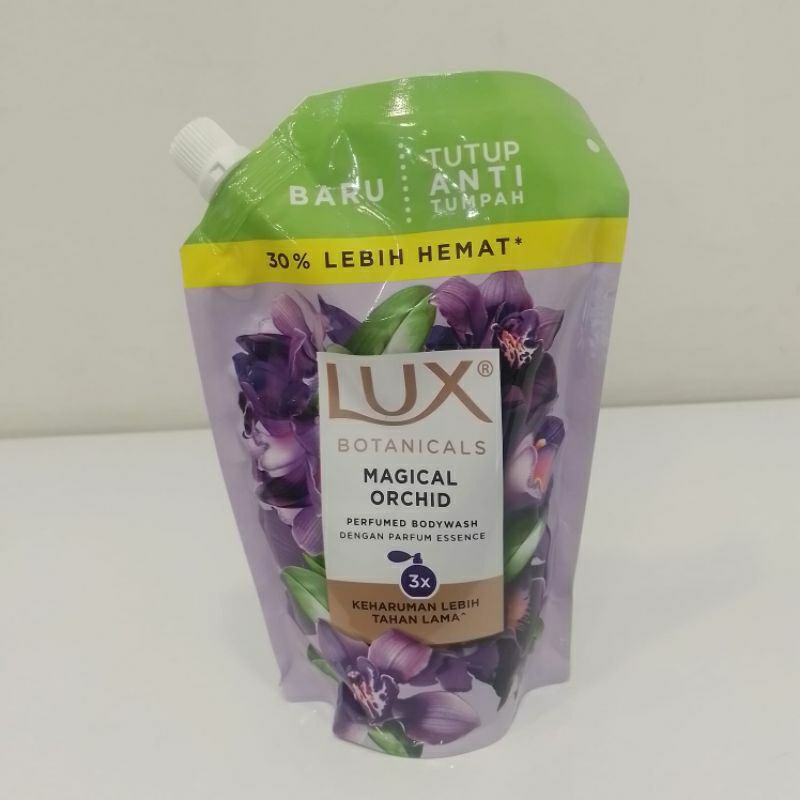 BARU
TUTUP
ANTI
TUMPAH
30% LEBIH HEMAT*
LUX®
BOTANICALS
MAGICAL
ORCHID
PERFUMED BODYWASH
DENGAN PARFUM ESSENCE
3x
KEHARUMAN LEBIH
TAHAN LAMA^